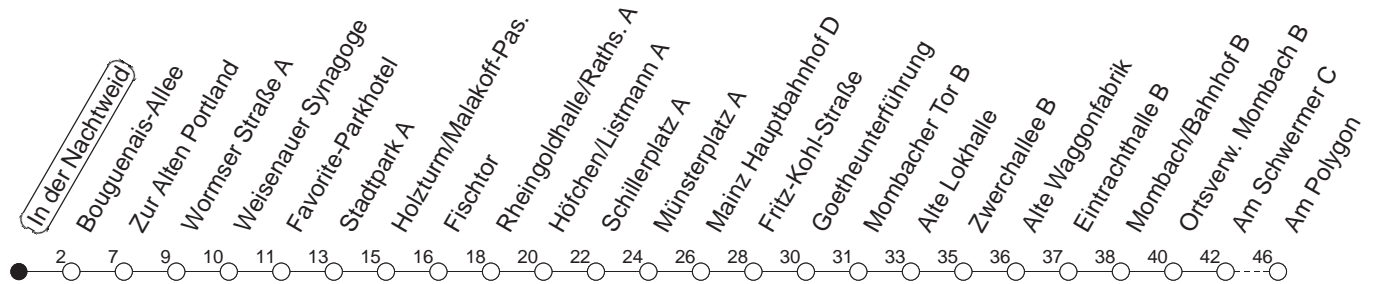 In der Nachtweid
Bouguenais-Allee
Zur Alten Portland
Wormser Straße A
Weisenauer Synagoge
Favorite-Parkhotel
Stadtpark A
Holzturm/Malakoff-Pas.
Fischtor
Rheingoldhalle/Raths. A
Höfchen/Listmann A
Schillerplatz A
Münsterplatz A
Mainz Hauptbahnhof D
Fritz-Kohl-Straße
Goetheunterführung
Mombacher Tor B
Alte Lokhalle
Zwerchallee B
Alte Waggonfabrik
Eintrachthalle B
Mombach/Bahnhof B
Ortsverw. Mombach B
Am Schwermer C
Am Polygon
2 7 9 10 11 13 15 16 18 20 22 24 26 28 30 31 33 35 36 37 38 40 42 46